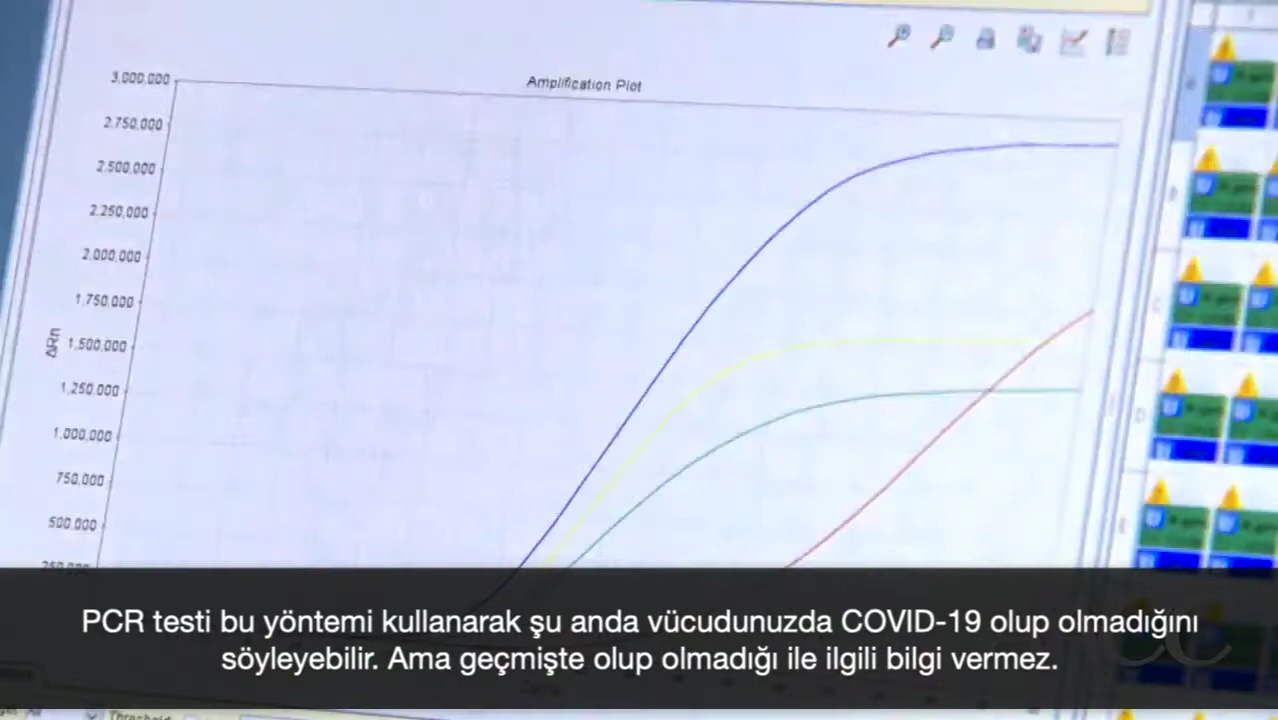 Amplification Plot
3,000,000
2,750,000
2,500,000
2,250,000
2,000,000
1,750,000
1,500,000
1,250,000
1,000,000
750,000
500,000
250,000
ΔRn
PCR testi bu yöntemi kullanarak şu anda vücudunuzda COVID-19 olup olmadığını
söyleyebilir. Ama geçmişte olup olmadığı ile ilgili bilgi vermez.
Threshold